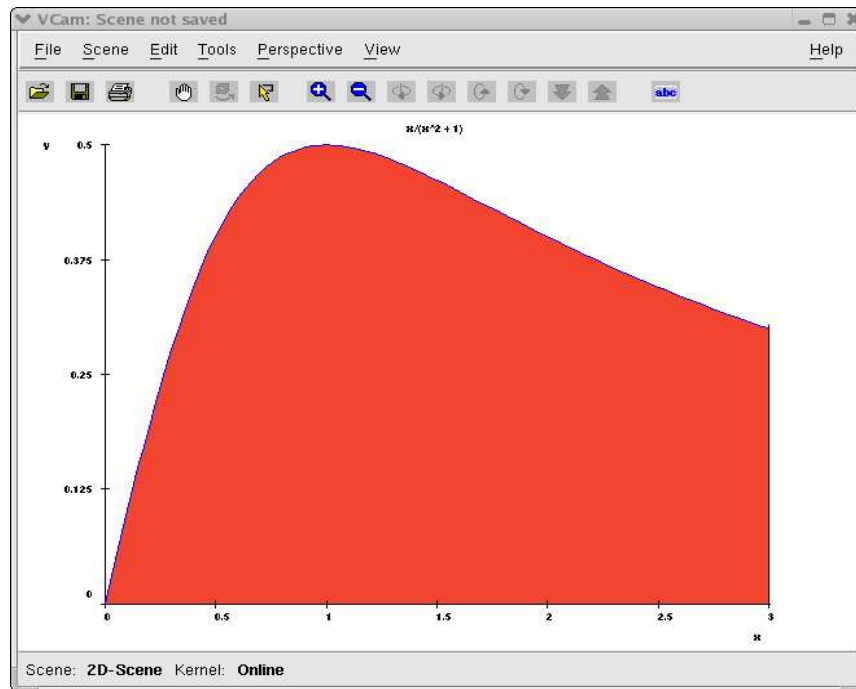 VCam: Scene not saved
File Scene Edit Tools Perspective View Help
abc
x/(x^2 + 1)
y
0.5
0.375
0.25
0.125
0
0 0.5 1 1.5 2 2.5 3
x
Scene: 2D-Scene Kernel: Online